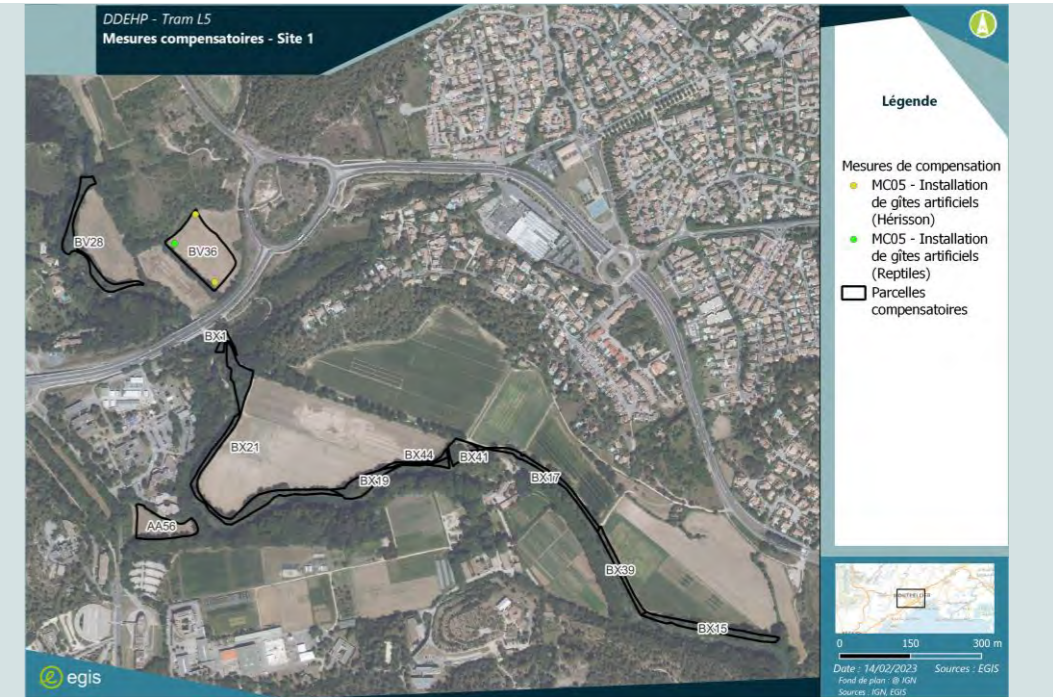 DDEHP - Tram L5
Mesures compensatoires - Site 1
BV28
BV36
BX1
BX21
BX44
BX41
BX19
BX17
AA56
BX39
BX15
Légende
Mesures de compensation
MC05 - Installation
de gîtes artificiels
(Hérisson)
MC05 - Installation
de gîtes artificiels
(Reptiles)
Parcelles
compensatoires
0 150 300 m
Date : 14/02/2023 Sources : EGIS
Fond de plan : @ IGN
Sources : IGN, EGIS
egis